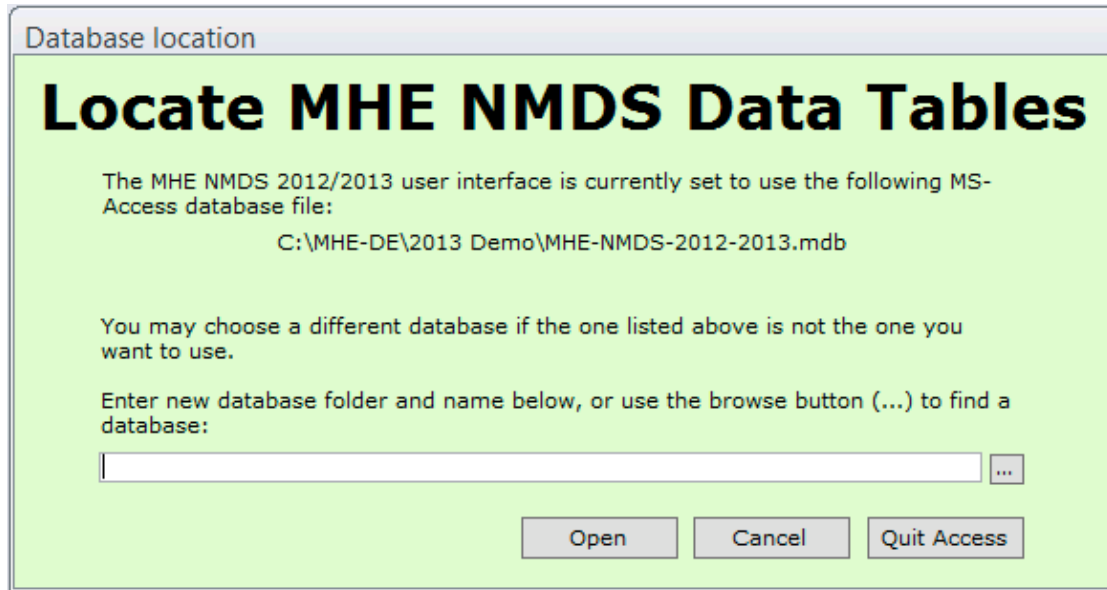 Database location
Locate MHE NMDS Data Tables
The MHE NMDS 2012/2013 user interface is currently set to use the following MS-
Access database file:
C:\MHE-DE\2013 Demo\MHE-NMDS-2012-2013.mdb
You may choose a different database if the one listed above is not the one you
want to use.
Enter new database folder and name below, or use the browse button (...) to find a
database:
...
Open Cancel Quit Access